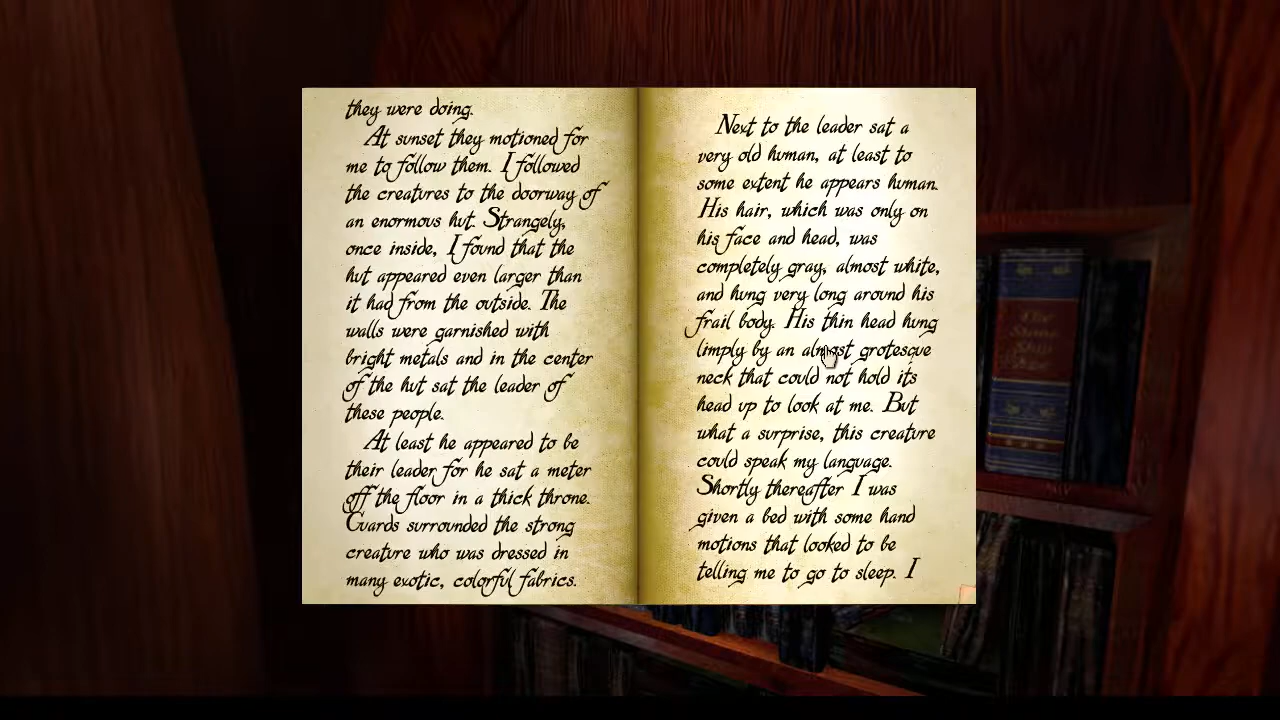 they were doing.
At sunset they motioned for
me to follow them. I followed
the creatures to the doorway of
an enormous hut. Strangely,
once inside, I found that the
hut appeared even larger than
it had from the outside. The
walls were garnished with
bright metals and in the center
of the hut sat the leader of
these people.
At least he appeared to be
their leader for he sat a meter
off the floor in a thick throne.
Guards surrounded the strong
creature who was dressed in
many exotic, colorful fabrics.
Next to the leader sat a
very old human, at least to
some extent he appears human.
His hair, which was only on
his face and head, was
completely gray, almost white,
and hung very long around his
frail body. His thin head hung
limply by an almost grotesque
neck that could not hold its
head up to look at me. But
what a surprise, this creature
could speak my language.
Shortly thereafter I was
given a bed with some hand
motions that looked to be
telling me to go to sleep. I
The
Stone
Ship